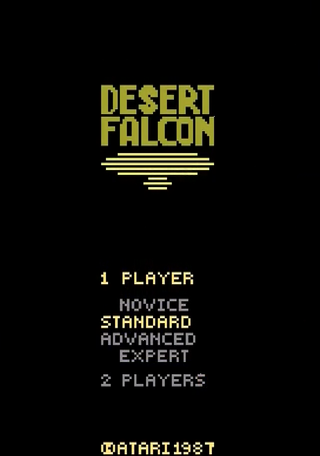 DESERT
FALCON
1 PLAYER
NOVICE
STANDARD
ADVANCED
EXPERT
2 PLAYERS
©ATARI1987